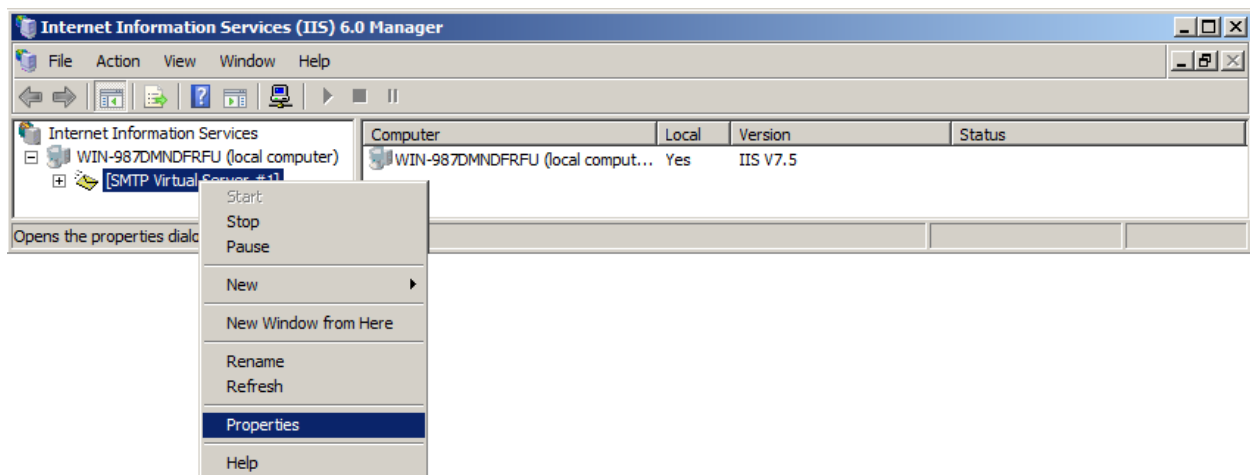 Internet Information Services (IIS) 6.0 Manager
File Action View Window Help
Internet Information Services
WIN-987DMNDFRFU (local computer)
[SMTP Virtual Server #1]
Computer Local Version Status
WIN-987DMNDFRFU (local comput... Yes IIS V7.5
Start
Stop
Pause
New
New Window from Here
Rename
Refresh
Properties
Help
Opens the properties dialo